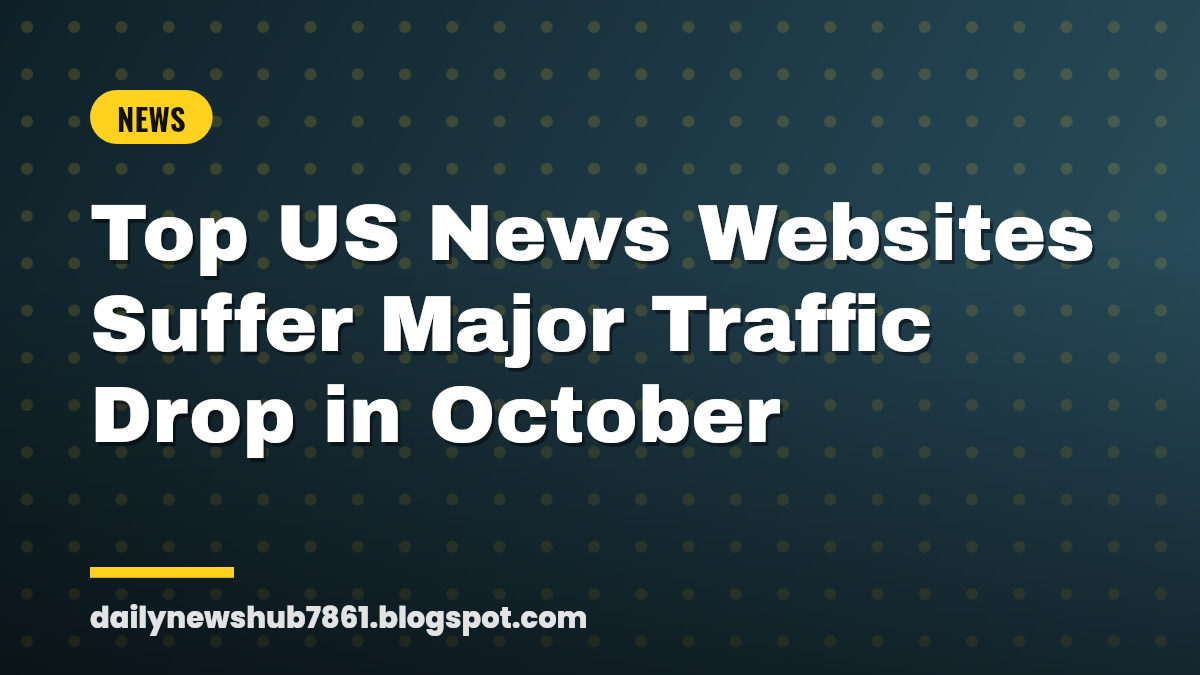 NEWS
Top US News Websites
Suffer Major Traffic
Drop in October
dailynewshub7861.blogspot.com